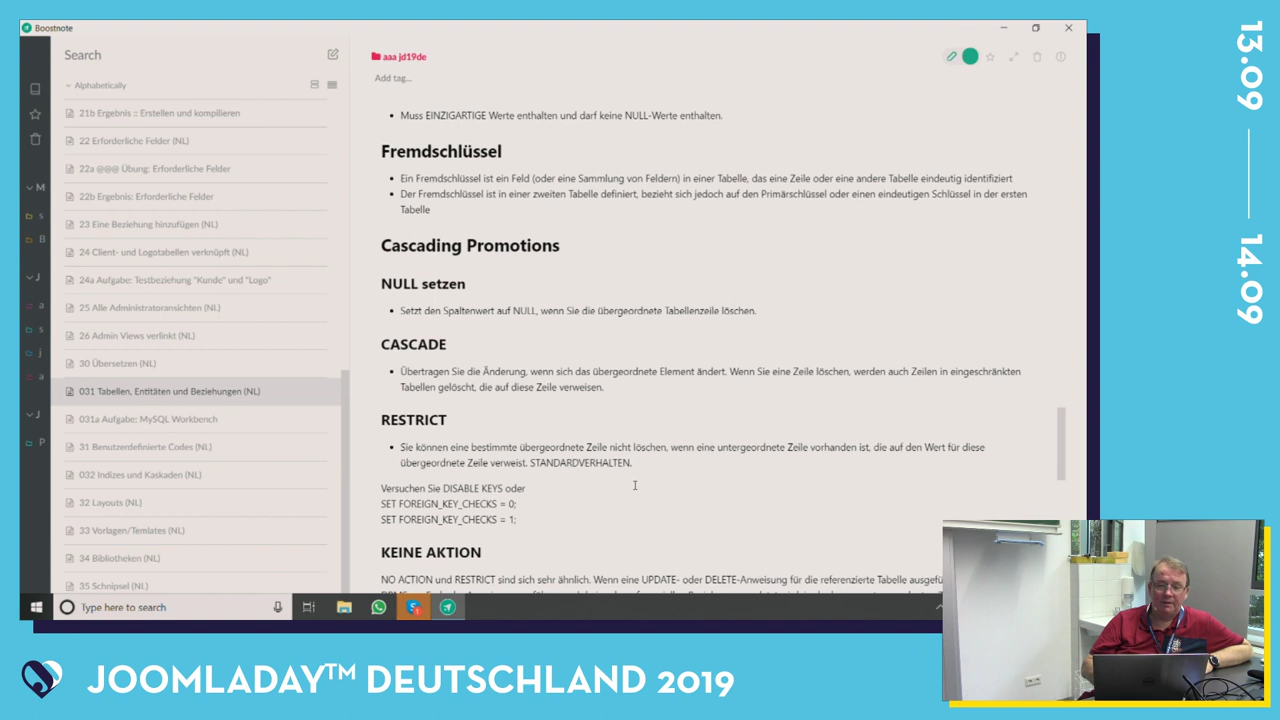 Boostnote
Search
Alphabetically
21b Ergebnis :: Erstellen und kompilieren
22 Erforderliche Felder (NL)
22a @@@ Übung: Erforderliche Felder
22b Ergebnis: Erforderliche Felder
23 Eine Beziehung hinzufügen (NL)
24 Client- und Logotabellen verknüpft (NL)
24a Aufgabe: Testbeziehung "Kunde" und "Logo"
25 Alle Administratoransichten (NL)
26 Admin Views verlinkt (NL)
30 Übersetzen (NL)
031 Tabellen, Entitäten und Beziehungen (NL)
031a Aufgabe: MySQL Workbench
31 Benutzerdefinierte Codes (NL)
032 Indizes und Kaskaden (NL)
32 Layouts (NL)
33 Vorlagen/Temlates (NL)
34 Bibliotheken (NL)
35 Schnipsel (NL)
M
s
B
J
a
s
j
a
J
P
aaa jd19de
Add tag...
Muss EINZIGARTIGE Werte enthalten und darf keine NULL-Werte enthalten.
Fremdschlüssel
Ein Fremdschlüssel ist ein Feld (oder eine Sammlung von Feldern) in einer Tabelle, das eine Zeile oder eine andere Tabelle eindeutig identifiziert
Der Fremdschlüssel ist in einer zweiten Tabelle definiert, bezieht sich jedoch auf den Primärschlüssel oder einen eindeutigen Schlüssel in der ersten
Tabelle
Cascading Promotions
NULL setzen
Setzt den Spaltenwert auf NULL, wenn Sie die übergeordnete Tabellenzeile löschen.
CASCADE
Übertragen Sie die Änderung, wenn sich das übergeordnete Element ändert. Wenn Sie eine Zeile löschen, werden auch Zeilen in eingeschränkten
Tabellen gelöscht, die auf diese Zeile verweisen.
RESTRICT
Sie können eine bestimmte übergeordnete Zeile nicht löschen, wenn eine untergeordnete Zeile vorhanden ist, die auf den Wert für diese
übergeordnete Zeile verweist. STANDARDVERHALTEN.
Versuchen Sie DISABLE KEYS oder
SET FOREIGN_KEY_CHECKS = 0;
SET FOREIGN_KEY_CHECKS = 1;
KEINE AKTION
NO ACTION und RESTRICT sind sich sehr ähnlich. Wenn eine UPDATE- oder DELETE-Anweisung für die referenzierte Tabelle ausgefü
Type here to search
13.09
14.09
JOOMLADAY™ DEUTSCHLAND 2019